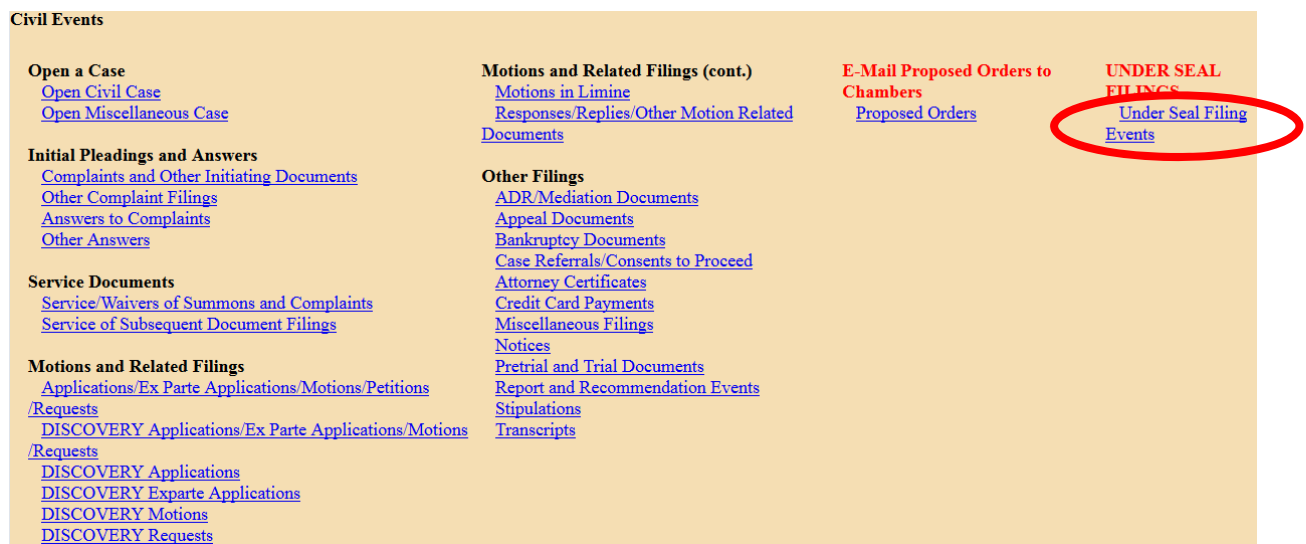 Civil Events
Open a Case
Open Civil Case
Open Miscellaneous Case
Initial Pleadings and Answers
Complaints and Other Initiating Documents
Other Complaint Filings
Answers to Complaints
Other Answers
Service Documents
Service/Waivers of Summons and Complaints
Service of Subsequent Document Filings
Motions and Related Filings
Applications/Ex Parte Applications/Motions/Petitions
/Requests
DISCOVERY Applications/Ex Parte Applications/Motions
/Requests
DISCOVERY Applications
DISCOVERY Exparte Applications
DISCOVERY Motions
DISCOVERY Requests
Motions and Related Filings (cont.)
Motions in Limine
Responses/Replies/Other Motion Related
Documents
Other Filings
ADR/Mediation Documents
Appeal Documents
Bankruptcy Documents
Case Referrals/Consents to Proceed
Attorney Certificates
Credit Card Payments
Miscellaneous Filings
Notices
Pretrial and Trial Documents
Report and Recommendation Events
Stipulations
Transcripts
E-Mail Proposed Orders to
Chambers
Proposed Orders
UNDER SEAL
FILINGS
Under Seal Filing
Events